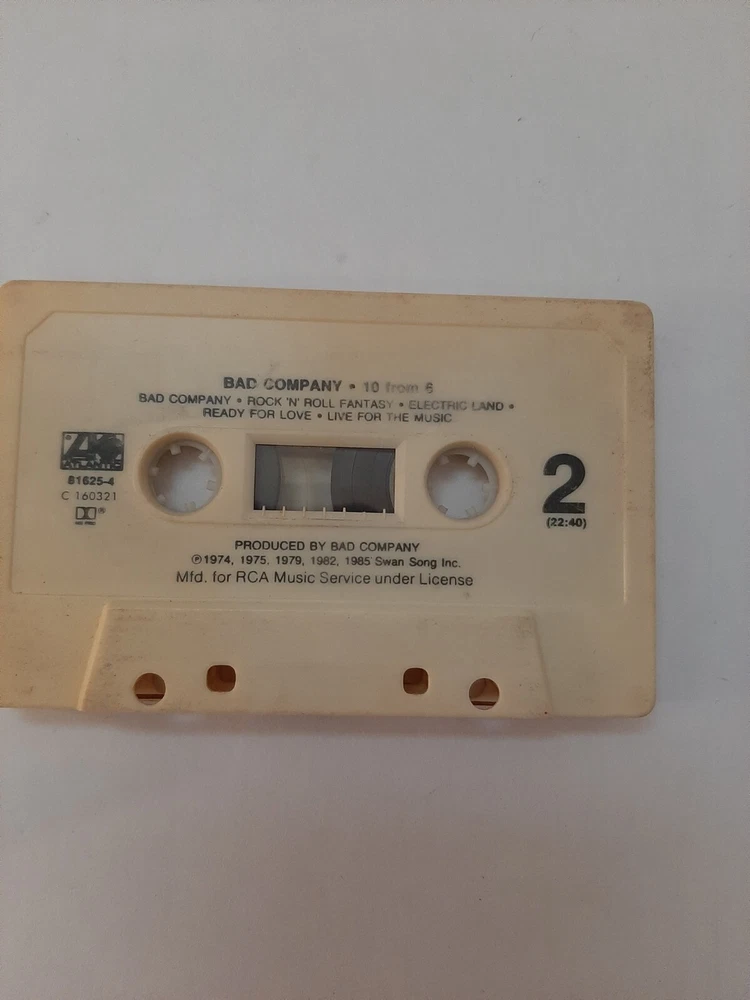 BAD COMPANY • 10 from 6
BAD COMPANY • ROCK 'N' ROLL FANTASY • ELECTRIC LAND •
READY FOR LOVE • LIVE FOR THE MUSIC
ATLANTIC
81625-4
C 160321
2
(22:40)
PRODUCED BY BAD COMPANY
℗1974, 1975, 1979, 1982, 1985 Swan Song Inc.
Mfd. for RCA Music Service under License